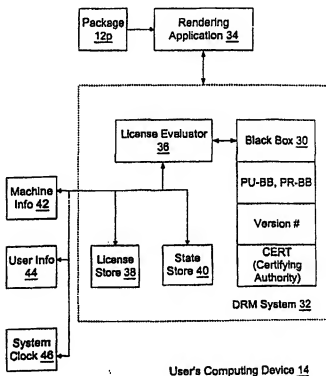 Package
12p
Rendering
Application 34
License Evaluator
36
Black Box 30
PU-BB, PR-BB
Version #
CERT
(Certifying
Authority)
Machine
Info 42
User Info
44
License
Store 38
State
Store 40
DRM System 32
System
Clock 46
User's Computing Device 14